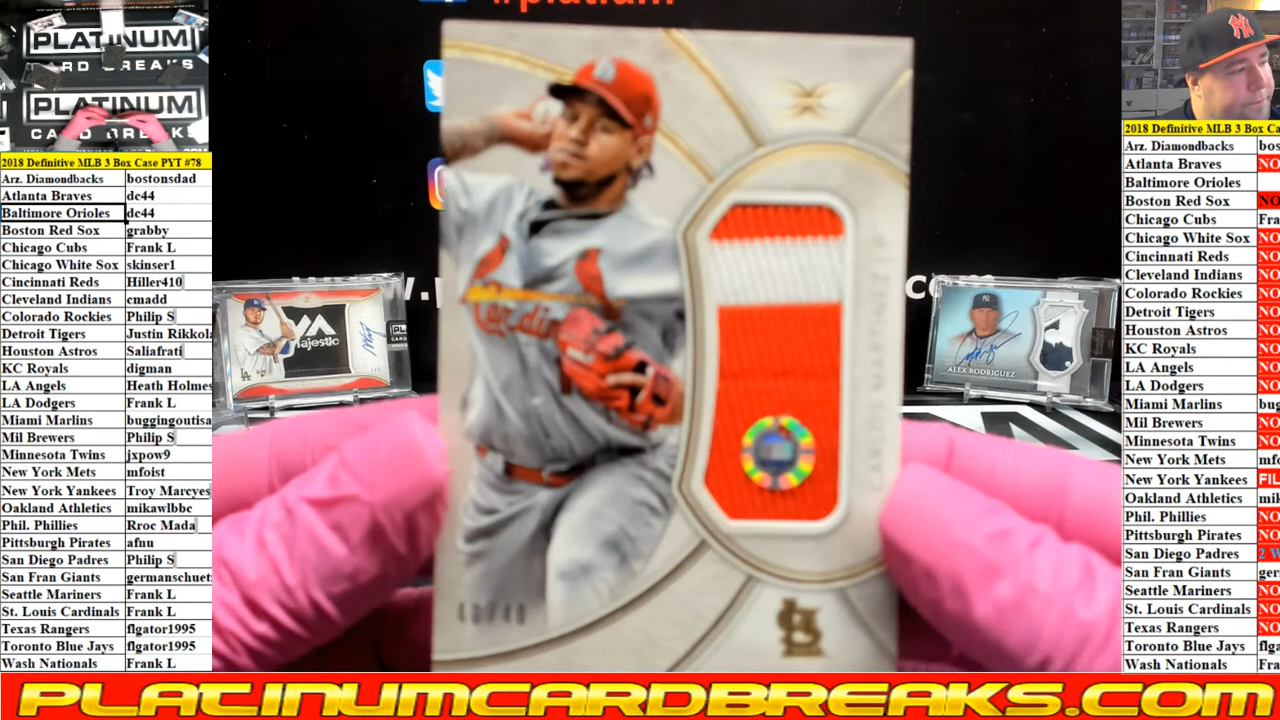 #platium
PLATINUM
CARD BREAKS
PLATINUM
CARD BREAKS
2018 Definitive MLB 3 Box Case PYT #78
Arz. Diamondbacks bostonsdad
Atlanta Braves dc44
Baltimore Orioles dc44
Boston Red Sox grabby
Chicago Cubs Frank L
Chicago White Sox skinser1
Cincinnati Reds Hiller410
Cleveland Indians cmadd
Colorado Rockies Philip S
Detroit Tigers Justin Rikkola
Houston Astros Saliafrati
KC Royals digman
LA Angels Heath Holmes
LA Dodgers Frank L
Miami Marlins buggingoutisa
Mil Brewers Philip S
Minnesota Twins jxpow9
New York Mets mfoist
New York Yankees Troy Marcyes
Oakland Athletics mikawlbbc
Phil. Phillies Rroc Mada
Pittsburgh Pirates afnu
San Diego Padres Philip S
San Fran Giants germanschuet
Seattle Mariners Frank L
St. Louis Cardinals Frank L
Texas Rangers flgator1995
Toronto Blue Jays flgator1995
Wash Nationals Frank L
Majestic
LA
Cardinals
CARLOS MARTINEZ
ALEX RODRIGUEZ
NY
2018 Definitive MLB 3 Box Ca
Arz. Diamondbacks bos
Atlanta Braves NO
Baltimore Orioles
Boston Red Sox NO
Chicago Cubs Fra
Chicago White Sox NO
Cincinnati Reds NO
Cleveland Indians NO
Colorado Rockies NO
Detroit Tigers NO
Houston Astros NO
KC Royals NO
LA Angels NO
LA Dodgers NO
Miami Marlins bug
Mil Brewers NO
Minnesota Twins NO
New York Mets mfo
New York Yankees FIL
Oakland Athletics mik
Phil. Phillies NO
Pittsburgh Pirates NO
San Diego Padres 2 W
San Fran Giants ger
Seattle Mariners NO
St. Louis Cardinals NO
Texas Rangers NO
Toronto Blue Jays flga
Wash Nationals Fra
PLATINUMCARDBREAKS.COM